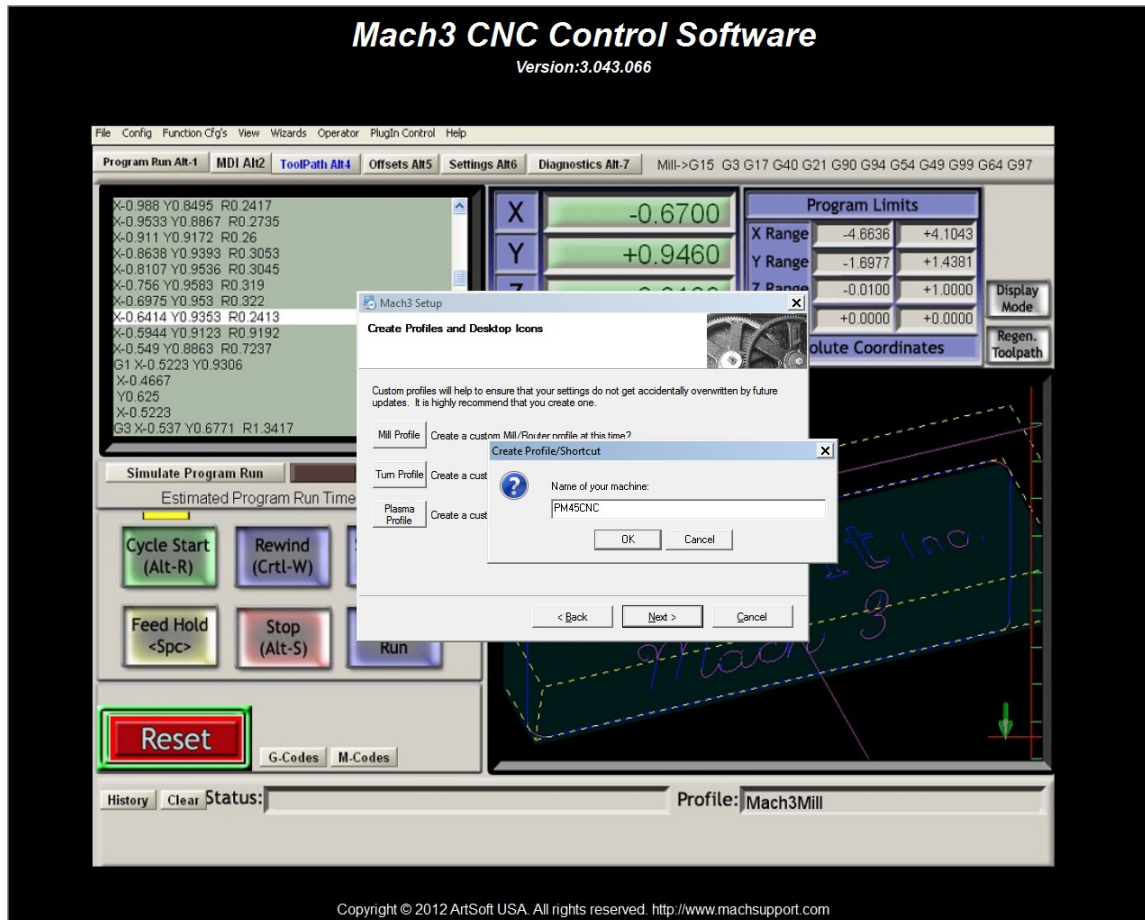 Mach3 CNC Control Software
Version:3.043.066
File Config Function Cfg's View Wizards Operator PlugIn Control Help
Program Run Alt-1 MDI Alt2 ToolPath Alt4 Offsets Alt5 Settings Alt6 Diagnostics Alt-7 Mill->G15 G3 G17 G40 G21 G90 G94 G54 G49 G99 G64 G97
X-0.988 Y0.8495 R0.2417
X-0.9533 Y0.8867 R0.2735
X-0.911 Y0.9172 R0.26
X-0.8638 Y0.9393 R0.3053
X-0.8107 Y0.9536 R0.3045
X-0.756 Y0.9583 R0.319
X-0.6975 Y0.953 R0.322
X-0.6414 Y0.9353 R0.2413
X-0.5944 Y0.9123 R0.9192
X-0.549 Y0.8863 R0.7237
G1 X-0.5223 Y0.9306
X-0.4667
Y0.625
X-0.5223
G3 X-0.537 Y0.6771 R1.3417
X -0.6700
Y +0.9460
Program Limits
X Range -4.6636 +4.1043
Y Range -1.6977 +1.4381
Z Range -0.0100 +1.0000
+0.0000 +0.0000
Coordinates
Display
Mode
Regen.
Toolpath
Mach3 Setup
Create Profiles and Desktop Icons
Custom profiles will help to ensure that your settings do not get accidentally overwritten by future
updates. It is highly recommend that you create one.
Mill Profile Create a custom Mill/Router profile at this time?
Turn Profile Create a cust
Plasma
Profile Create a cust
Create Profile/Shortcut
Name of your machine:
PM45CNC
OK Cancel
< Back Next > Cancel
Simulate Program Run
Estimated Program Run Time
Cycle Start
(Alt-R)
Rewind
(Crtl-W)
Feed Hold
<Spc>
Stop
(Alt-S)
Run
Reset
G-Codes M-Codes
Inc.
Mach 3
History Clear Status: Profile: Mach3Mill
Copyright © 2012 ArtSoft USA. All rights reserved. http://www.machsupport.com